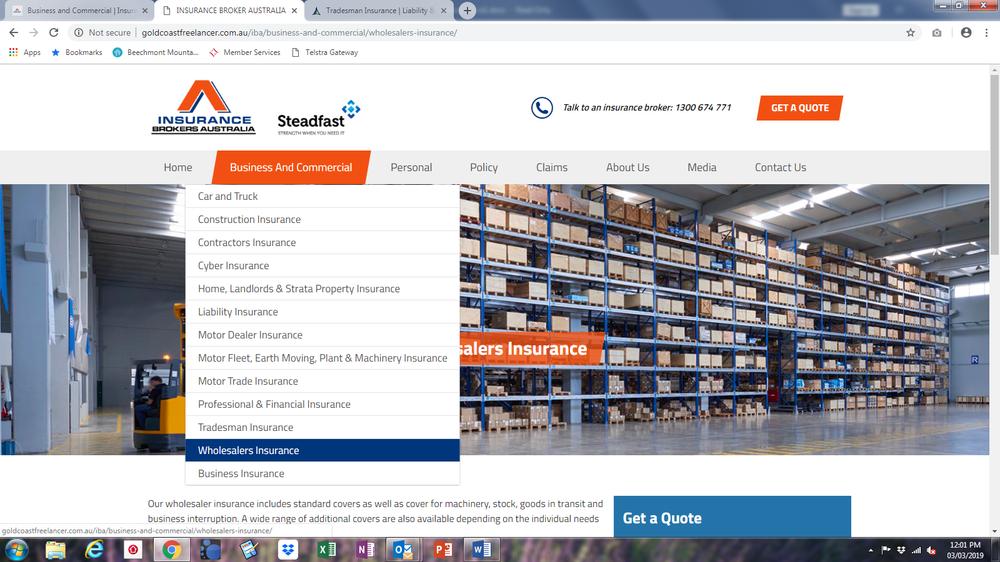 Business and Commercial | Insura
INSURANCE BROKER AUSTRALIA
Tradesman Insurance | Liability &
Not secure
goldcoastfreelancer.com.au/iba/business-and-commercial/wholesalers-insurance/
Apps
Bookmarks
Beechmont Mounta...
Member Services
Telstra Gateway
INSURANCE
BROKERS AUSTRALIA
Steadfast
STRENGTH WHEN YOU NEED IT
Talk to an insurance broker: 1300 674 771
GET A QUOTE
Home
Business And Commercial
Personal
Policy
Claims
About Us
Media
Contact Us
Car and Truck
Construction Insurance
Contractors Insurance
Cyber Insurance
Home, Landlords & Strata Property Insurance
Liability Insurance
Motor Dealer Insurance
Motor Fleet, Earth Moving, Plant & Machinery Insurance
Motor Trade Insurance
Professional & Financial Insurance
Tradesman Insurance
Wholesalers Insurance
Business Insurance
salers Insurance
R
Our wholesaler insurance includes standard covers as well as cover for machinery, stock, goods in transit and
business interruption. A wide range of additional covers are also available depending on the individual needs
Get a Quote
goldcoastfreelancer.com.au/iba/business-and-commercial/wholesalers-insurance/
12:01 PM
03/03/2019